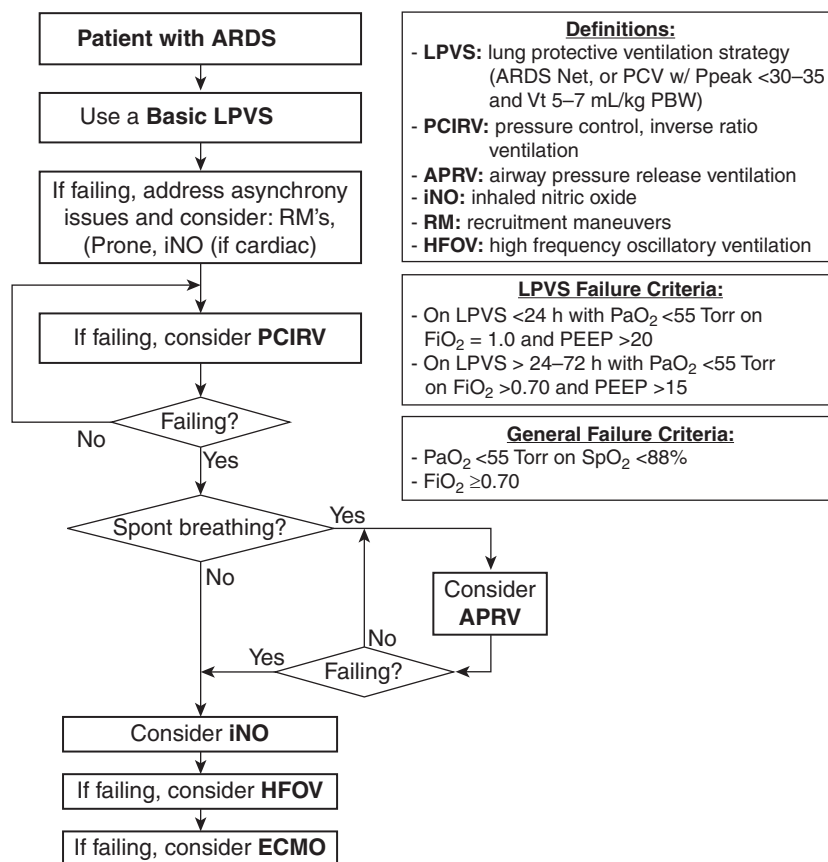 Patient with ARDS
Use a Basic LPVS
If failing, address asynchrony
issues and consider: RM's,
(Prone, iNO (if cardiac)
If failing, consider PCIRV
Failing?
No
Yes
Spont breathing?
Yes
No
Consider
APRV
No
Yes
Failing?
Consider iNO
If failing, consider HFOV
If failing, consider ECMO
Definitions:
- LPVS: lung protective ventilation strategy
(ARDS Net, or PCV w/ Ppeak <30–35
and Vt 5–7 mL/kg PBW)
- PCIRV: pressure control, inverse ratio
ventilation
- APRV: airway pressure release ventilation
- iNO: inhaled nitric oxide
- RM: recruitment maneuvers
- HFOV: high frequency oscillatory ventilation
LPVS Failure Criteria:
- On LPVS <24 h with PaO₂ <55 Torr on
FiO₂ = 1.0 and PEEP >20
- On LPVS > 24–72 h with PaO₂ <55 Torr
on FiO₂ >0.70 and PEEP >15
General Failure Criteria:
- PaO₂ <55 Torr on SpO₂ <88%
- FiO₂ ≥0.70